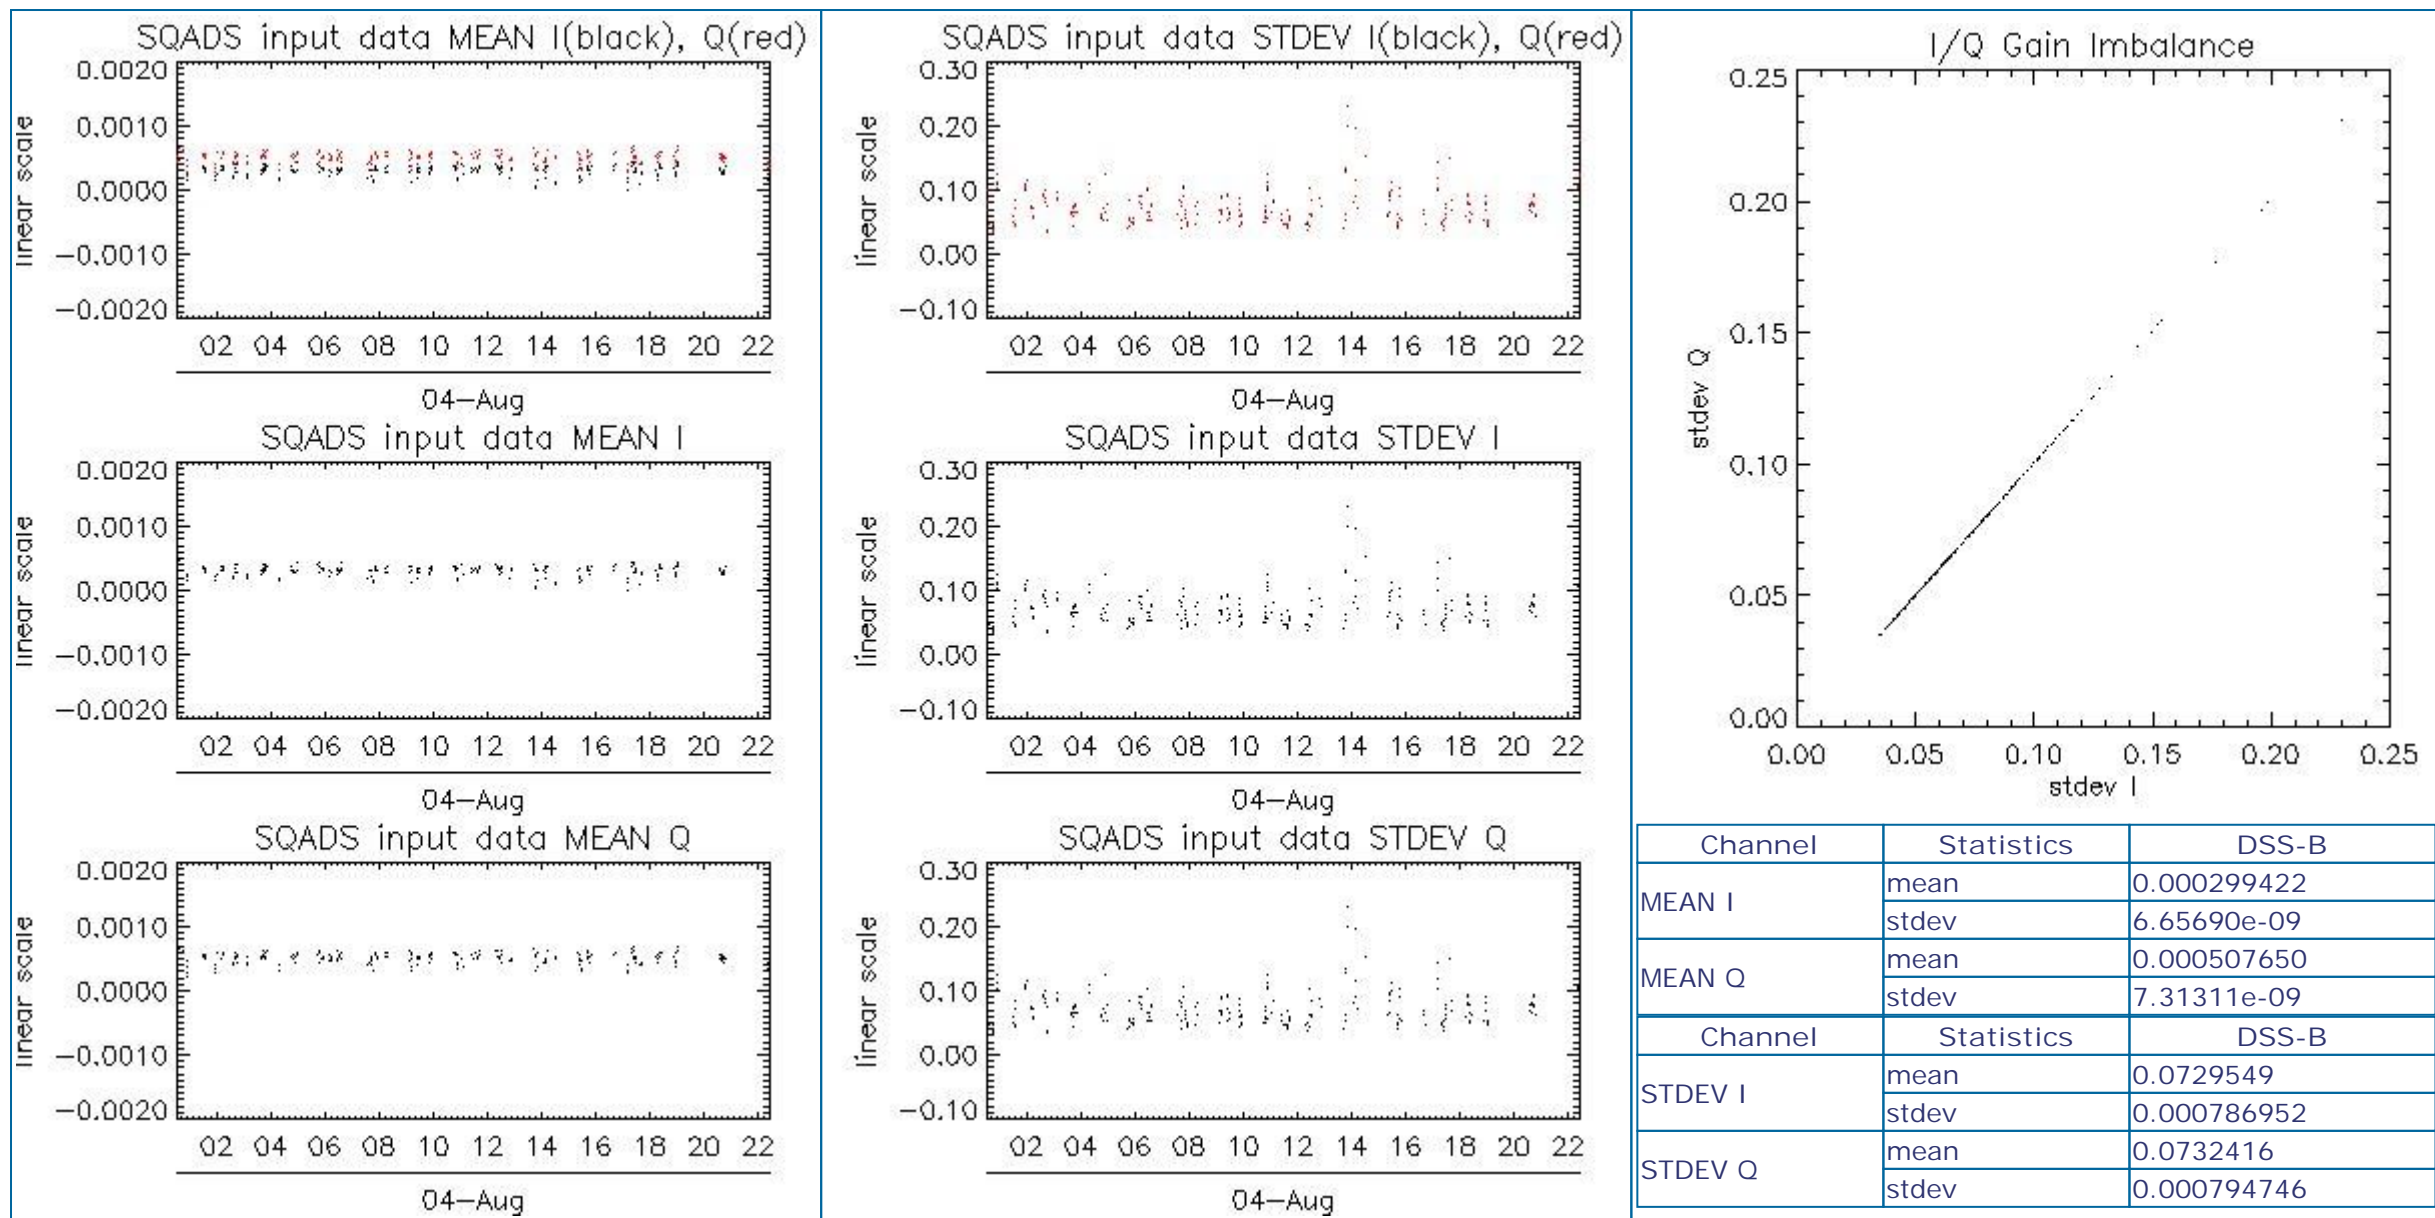 SQADS input data MEAN I(black), Q(red)
linear scale
0.0020
0.0010
0.0000
−0.0010
−0.0020
02 04 06 08 10 12 14 16 18 20 22
04−Aug
SQADS input data MEAN I
linear scale
0.0020
0.0010
0.0000
−0.0010
−0.0020
02 04 06 08 10 12 14 16 18 20 22
04−Aug
SQADS input data MEAN Q
linear scale
0.0020
0.0010
0.0000
−0.0010
−0.0020
02 04 06 08 10 12 14 16 18 20 22
04−Aug
SQADS input data STDEV I(black), Q(red)
linear scale
0.30
0.20
0.10
0.00
−0.10
02 04 06 08 10 12 14 16 18 20 22
04−Aug
SQADS input data STDEV I
linear scale
0.30
0.20
0.10
0.00
−0.10
02 04 06 08 10 12 14 16 18 20 22
04−Aug
SQADS input data STDEV Q
linear scale
0.30
0.20
0.10
0.00
−0.10
02 04 06 08 10 12 14 16 18 20 22
04−Aug
I/Q Gain Imbalance
stdev Q
0.25
0.20
0.15
0.10
0.05
0.00
0.00 0.05 0.10 0.15 0.20 0.25
stdev I
Channel Statistics DSS-B
MEAN I
mean 0.000299422
stdev 6.65690e-09
MEAN Q
mean 0.000507650
stdev 7.31311e-09
Channel Statistics DSS-B
STDEV I
mean 0.0729549
stdev 0.000786952
STDEV Q
mean 0.0732416
stdev 0.000794746